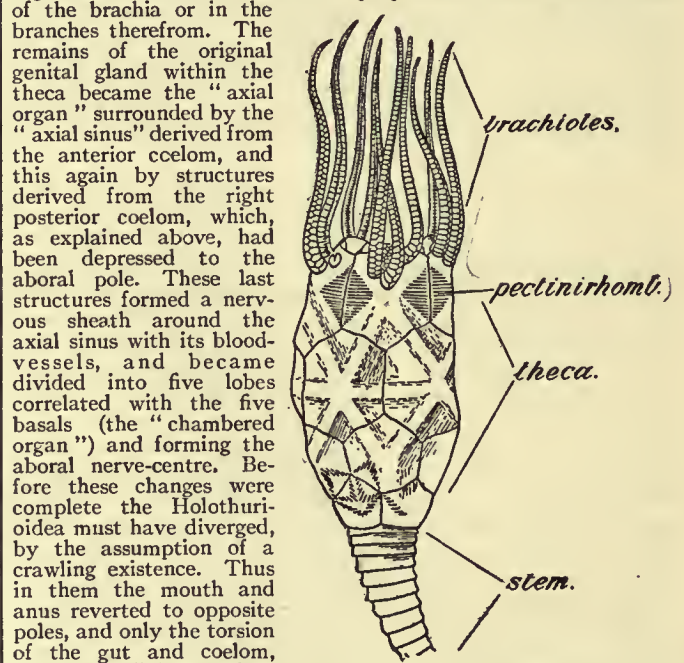 of the brachia or in the
branches therefrom. The
remains of the original
genital gland within the
theca became the “ axial
organ ” surrounded by the
“ axial sinus” derived from
the anterior ccelom, and
this again by structures
derived from the right
posterior coelom, which,
as explained above, had
been depressed to the
aboral pole. These last
structures formed a nerv-
ous sheath around the
axial sinus with its blood-
vessels, and became
divided into five lobes
correlated with the five
basals (the “ chambered
organ ”) and forming the
aboral nerve-centre. Be-
fore these changes were
complete the Holothuri-
oidea must have diverged,
by the assumption of a
crawling existence. Thus
in them the mouth and
anus reverted to opposite
poles, and only the torsion
of the gut and coelom,
brachioles.
pectinirhomb.)
theca.
stem.